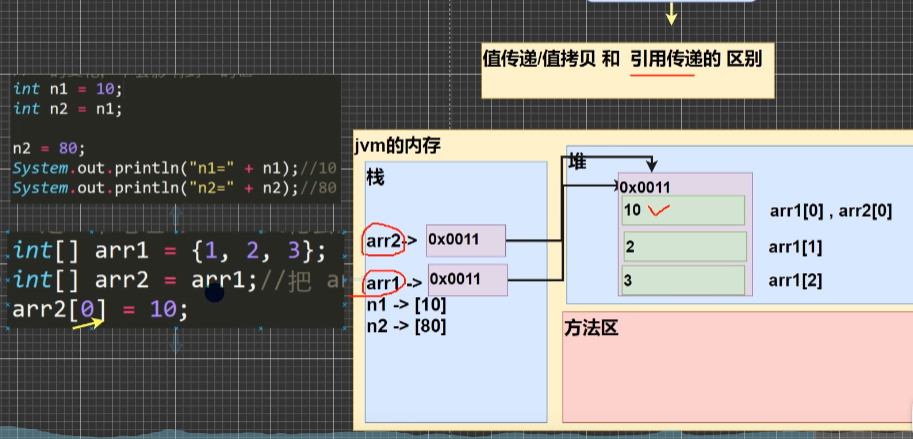 值传递/值拷贝 和 引用传递的 区别
int n1 = 10;
int n2 = n1;
n2 = 80;
System.out.println("n1=" + n1);//10
System.out.println("n2=" + n2);//80
int[] arr1 = {1, 2, 3};
int[] arr2 = arr1;//把 a
arr2[0] = 10;
jvm的内存
栈
arr2-> 0x0011
arr1-> 0x0011
n1 -> [10]
n2 -> [80]
堆
0x0011
10 arr1[0] , arr2[0]
2 arr1[1]
3 arr1[2]
方法区